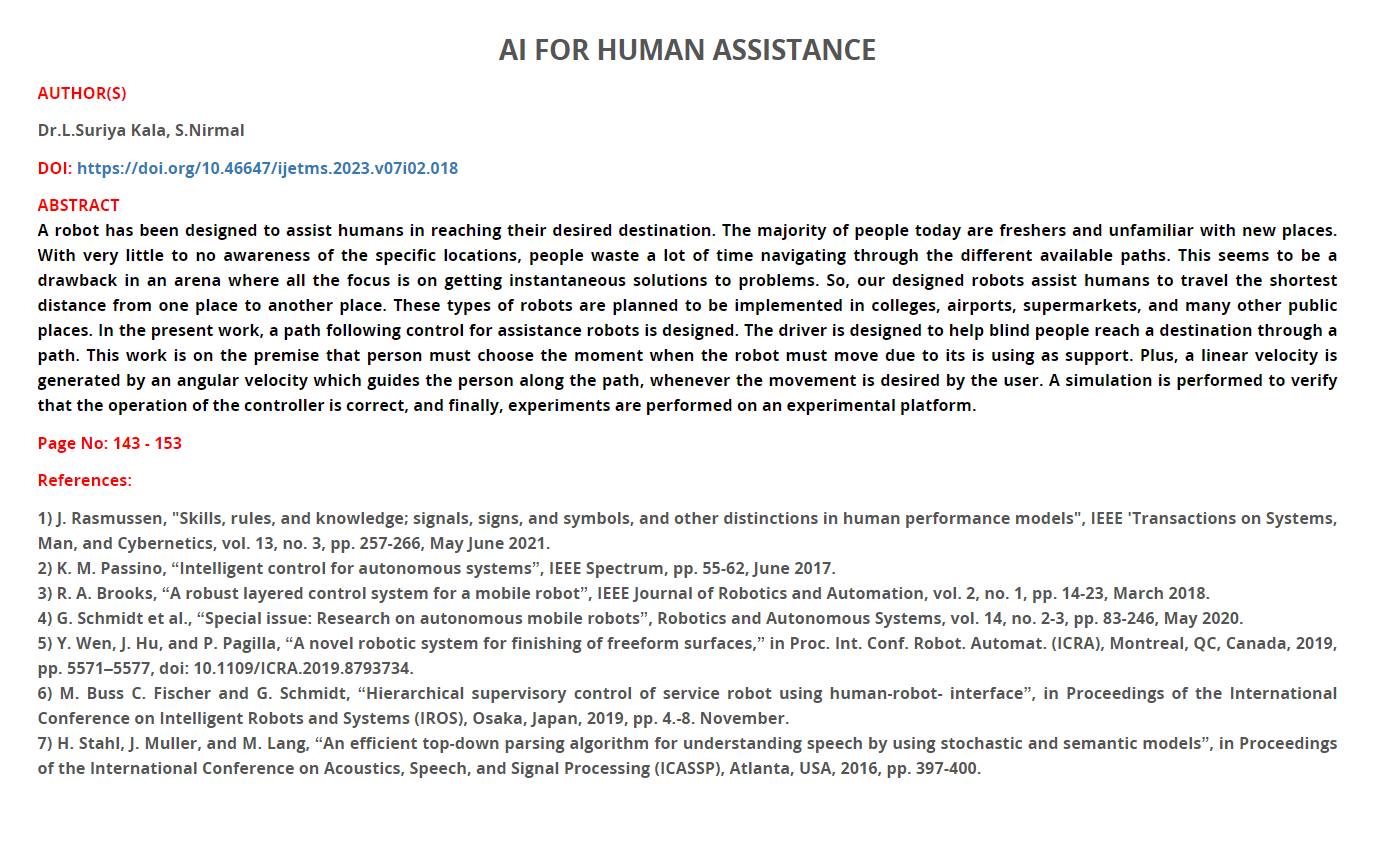 AI FOR HUMAN ASSISTANCE
AUTHOR(S)
Dr.L.Suriya Kala, S.Nirmal
DOI: https://doi.org/10.46647/ijetms.2023.v07i02.018
ABSTRACT
A robot has been designed to assist humans in reaching their desired destination. The majority of people today are freshers and unfamiliar with new places.
With very little to no awareness of the specific locations, people waste a lot of time navigating through the different available paths. This seems to be a
drawback in an arena where all the focus is on getting instantaneous solutions to problems. So, our designed robots assist humans to travel the shortest
distance from one place to another place. These types of robots are planned to be implemented in colleges, airports, supermarkets, and many other public
places. In the present work, a path following control for assistance robots is designed. The driver is designed to help blind people reach a destination through a
path. This work is on the premise that person must choose the moment when the robot must move due to its is using as support. Plus, a linear velocity is
generated by an angular velocity which guides the person along the path, whenever the movement is desired by the user. A simulation is performed to verify
that the operation of the controller is correct, and finally, experiments are performed on an experimental platform.
Page No: 143 - 153
References:
1) J. Rasmussen, "Skills, rules, and knowledge; signals, signs, and symbols, and other distinctions in human performance models", IEEE 'Transactions on Systems,
Man, and Cybernetics, vol. 13, no. 3, pp. 257-266, May June 2021.
2) K. M. Passino, “Intelligent control for autonomous systems”, IEEE Spectrum, pp. 55-62, June 2017.
3) R. A. Brooks, “A robust layered control system for a mobile robot”, IEEE Journal of Robotics and Automation, vol. 2, no. 1, pp. 14-23, March 2018.
4) G. Schmidt et al., “Special issue: Research on autonomous mobile robots”, Robotics and Autonomous Systems, vol. 14, no. 2-3, pp. 83-246, May 2020.
5) Y. Wen, J. Hu, and P. Pagilla, “A novel robotic system for finishing of freeform surfaces,” in Proc. Int. Conf. Robot. Automat. (ICRA), Montreal, QC, Canada, 2019,
pp. 5571–5577, doi: 10.1109/ICRA.2019.8793734.
6) M. Buss C. Fischer and G. Schmidt, “Hierarchical supervisory control of service robot using human-robot- interface”, in Proceedings of the International
Conference on Intelligent Robots and Systems (IROS), Osaka, Japan, 2019, pp. 4.-8. November.
7) H. Stahl, J. Muller, and M. Lang, “An efficient top-down parsing algorithm for understanding speech by using stochastic and semantic models”, in Proceedings
of the International Conference on Acoustics, Speech, and Signal Processing (ICASSP), Atlanta, USA, 2016, pp. 397-400.